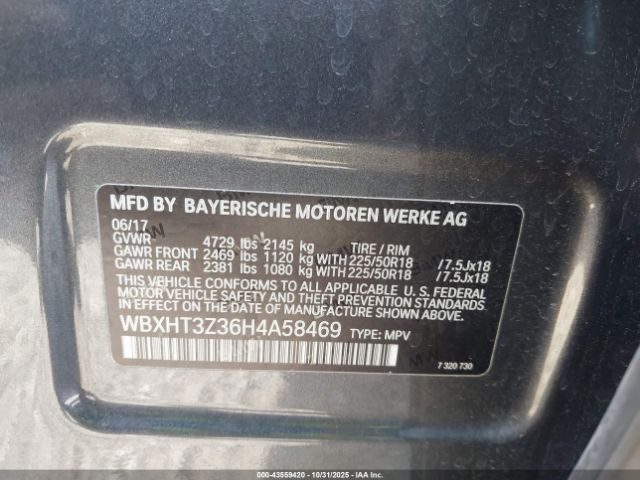 MFD BY BAYERISCHE MOTOREN WERKE AG
06/17
GVWR 4729 lbs 2145 kg TIRE / RIM
GAWR FRONT 2469 lbs 1120 kg WITH 225/50R18 /7.5Jx18
GAWR REAR 2381 lbs 1080 kg WITH 225/50R18 /7.5Jx18
THIS VEHICLE CONFORMS TO ALL APPLICABLE U.S. FEDERAL
MOTOR VEHICLE SAFETY, BUMPER, AND THEFT PREVENTION
STANDARDS IN EFFECT ON THE DATE OF MANUFACTURE SHOWN
ABOVE.
WBXHT3Z36H4A58469 TYPE: MPV
7 320 730
000-43559420 • 10/31/2025 • IAAI.COM